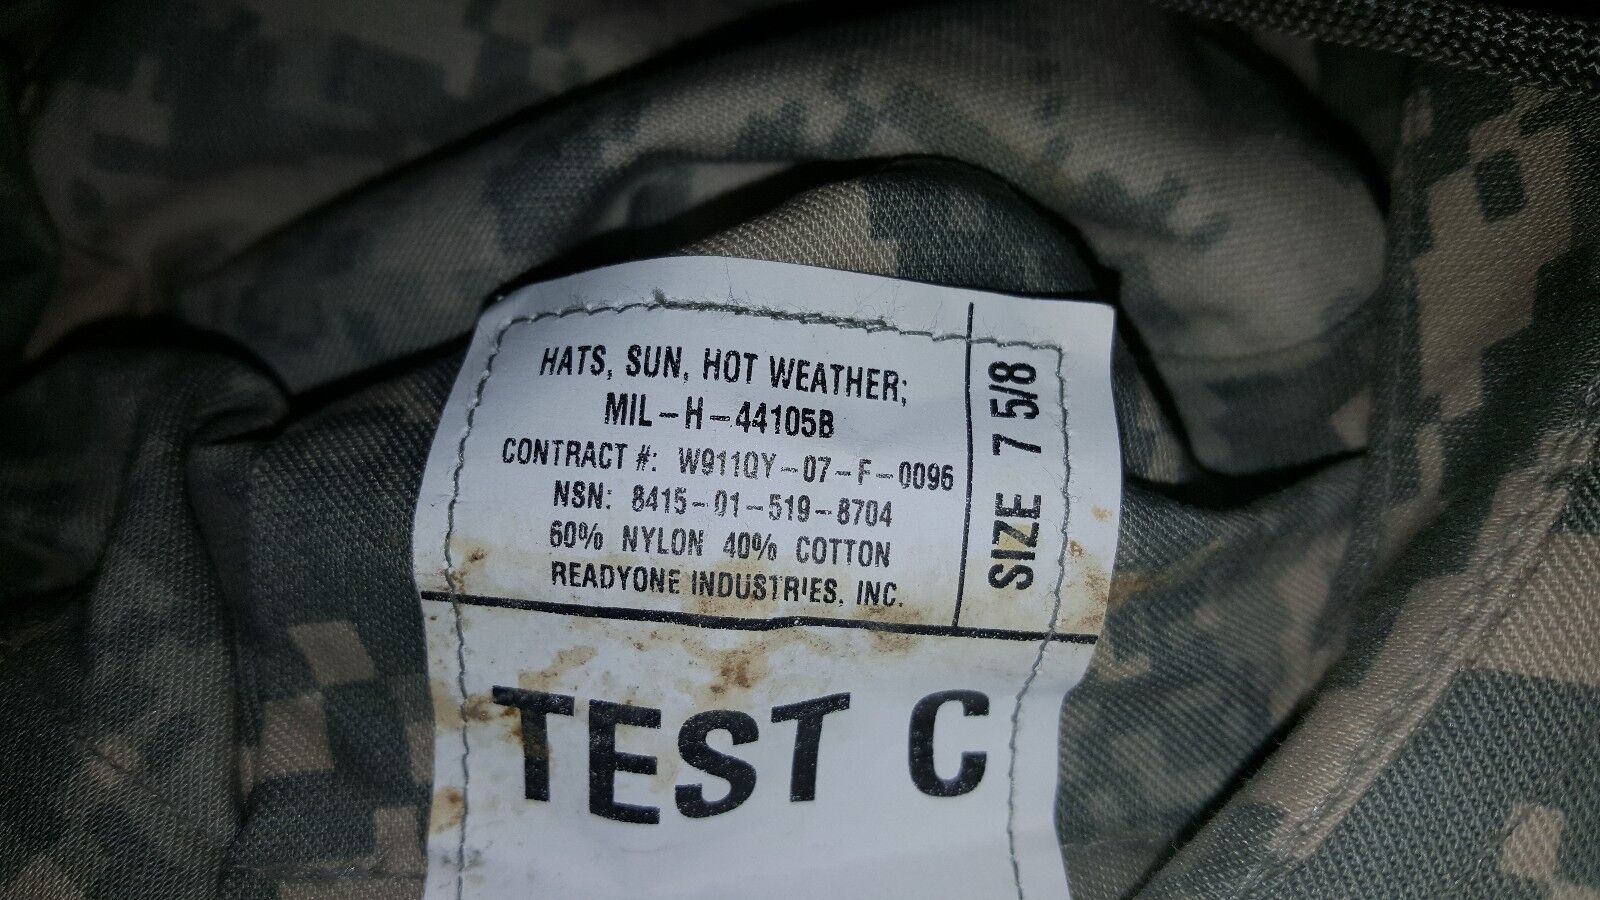 HATS, SUN, HOT WEATHER;
MIL-H-44105B
CONTRACT #: W911QY-07-F-0096
NSN: 8415-01-519-8704
60% NYLON 40% COTTON
READYONE INDUSTRIES, INC.
SIZE 7 5/8
TEST C